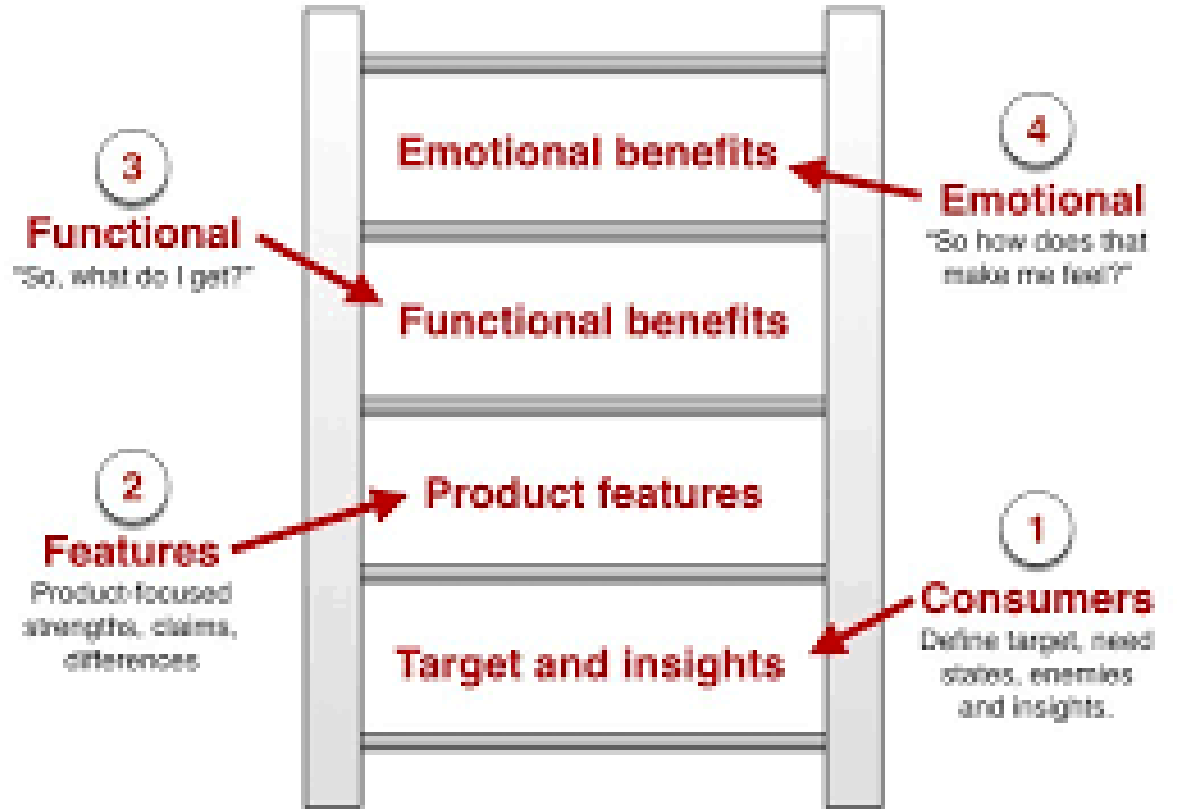 Emotional benefits
Functional benefits
Product features
Target and insights
3
Functional
"So, what do I get?"
2
Features
Product-focused
strengths, claims,
differences
4
Emotional
"So how does that
make me feel?"
1
Consumers
Define target, need
states, enemies
and insights.